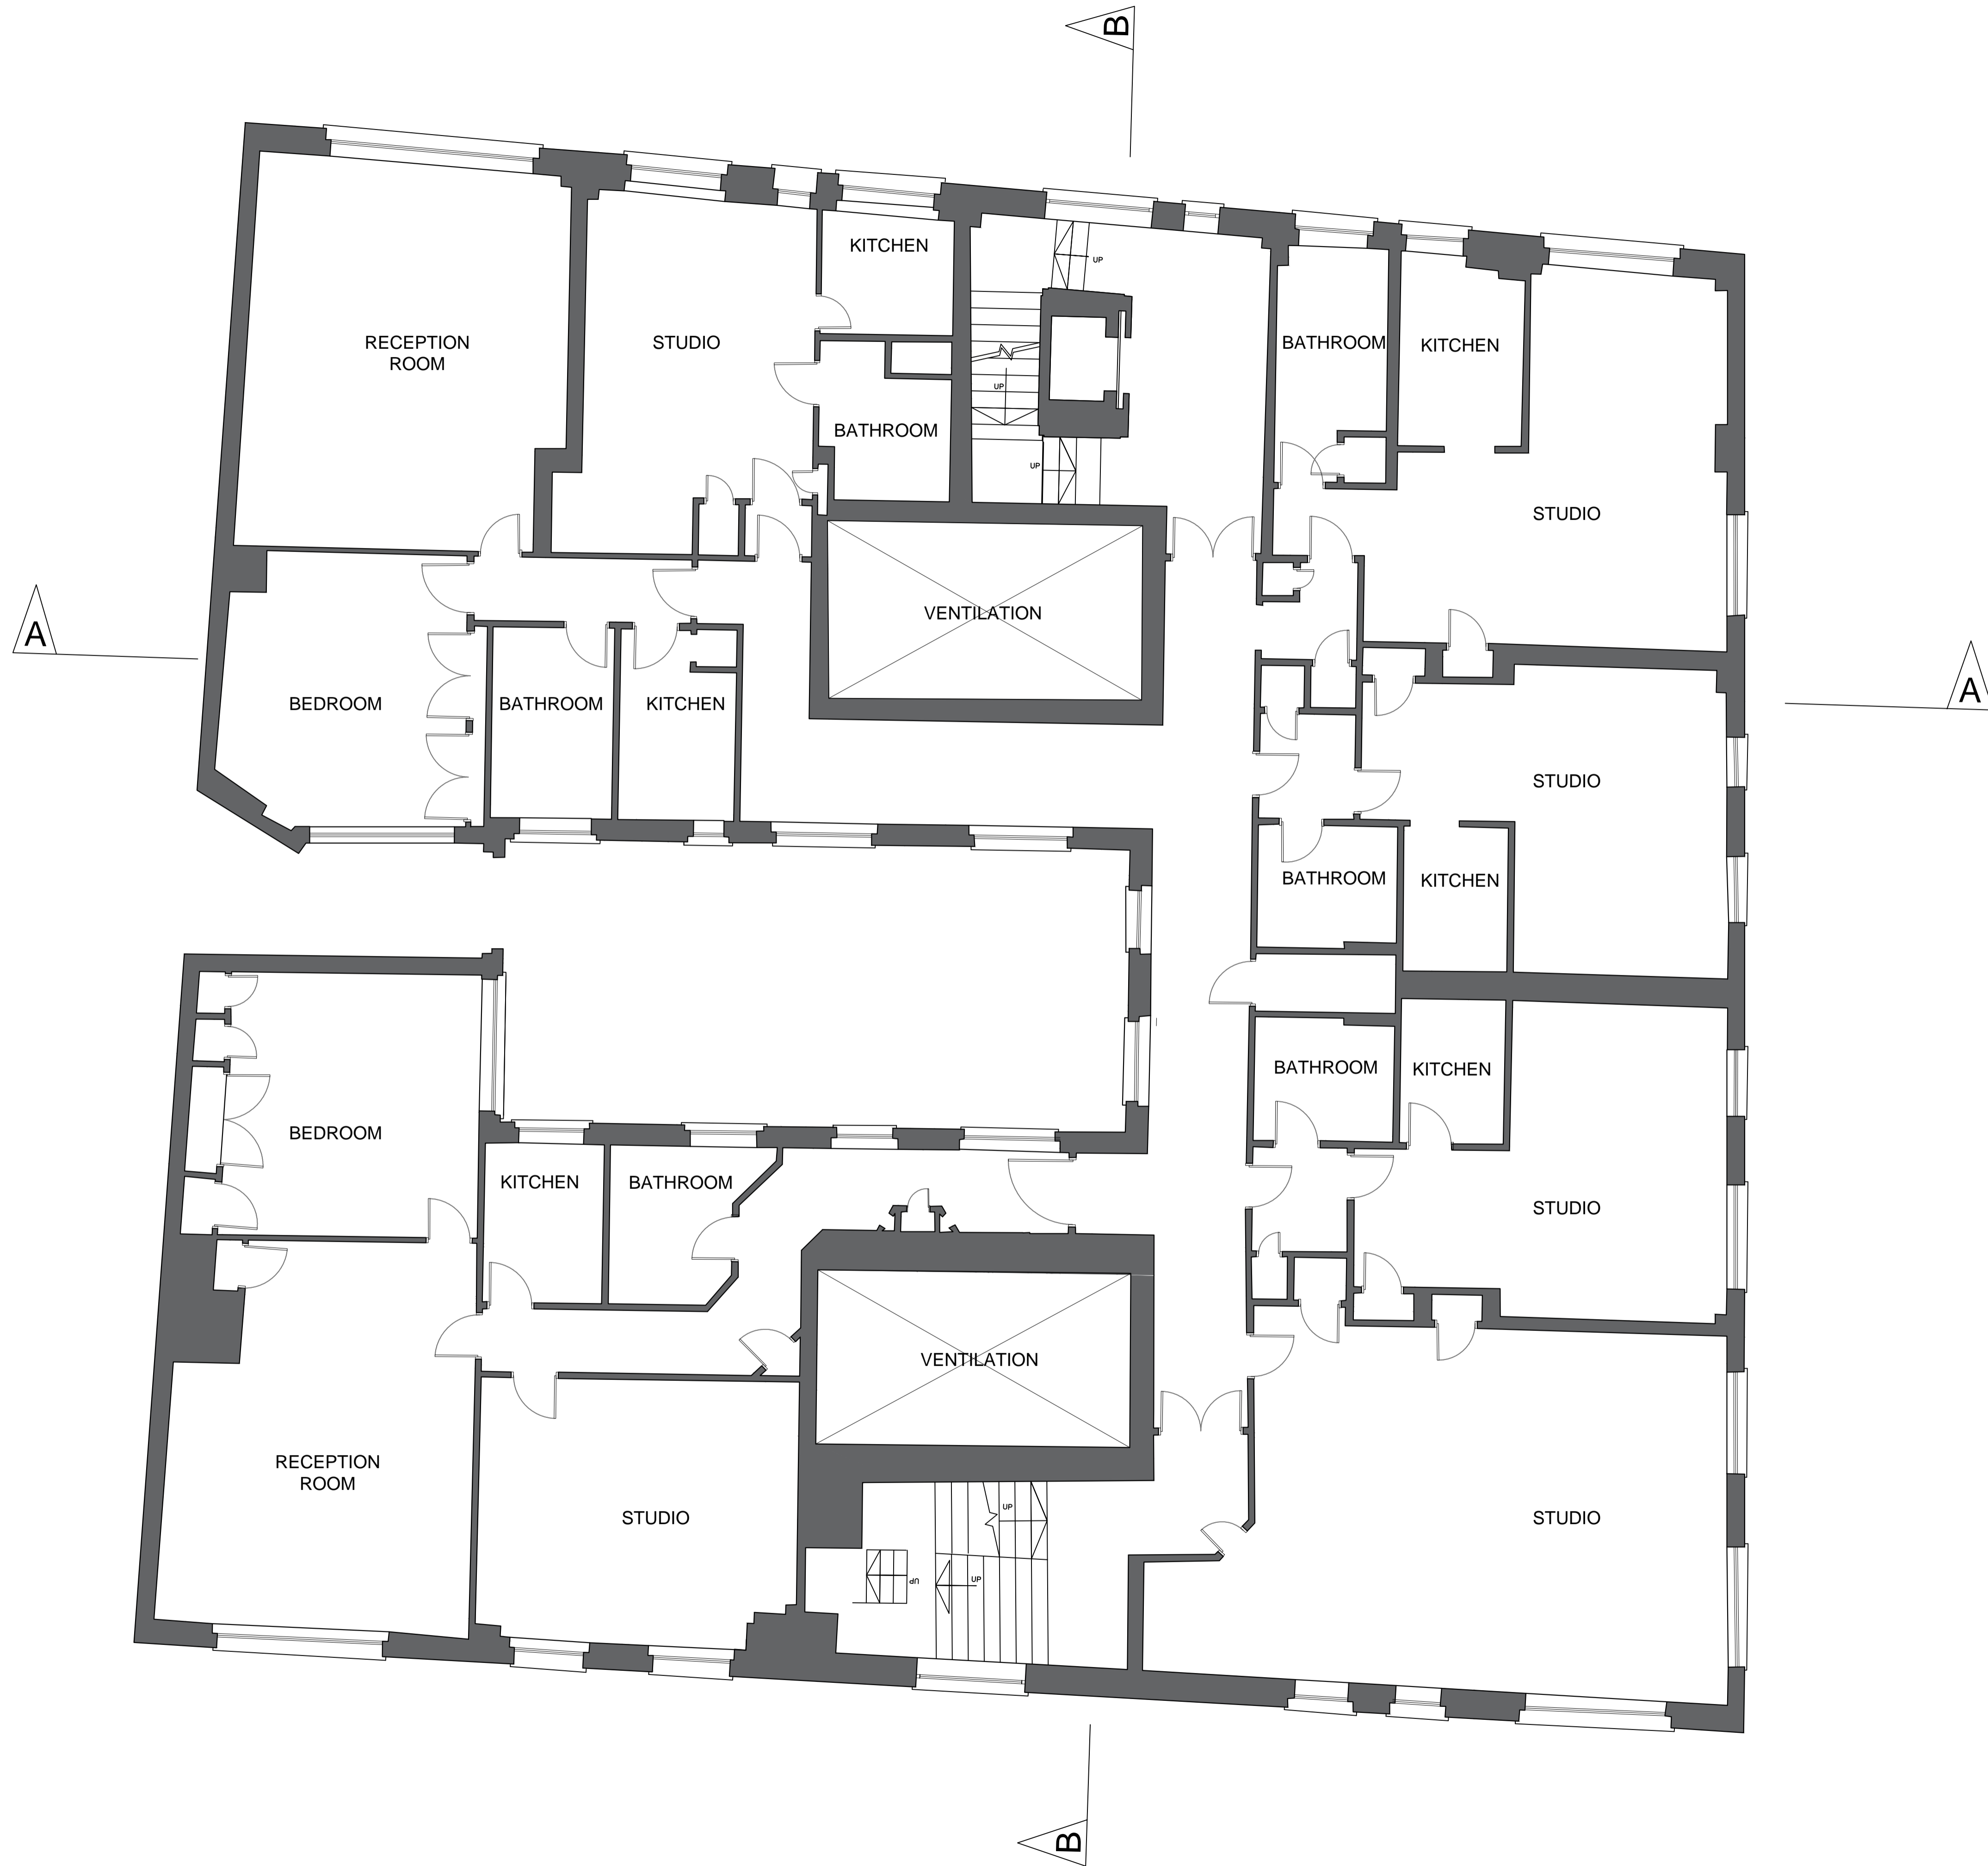 B
KITCHEN
UP
RECEPTION
ROOM
STUDIO
BATHROOM
KITCHEN
UP
BATHROOM
UP
STUDIO
VENTILATION
A
A
BEDROOM
BATHROOM
KITCHEN
STUDIO
BATHROOM
KITCHEN
BATHROOM
KITCHEN
BEDROOM
KITCHEN
BATHROOM
STUDIO
VENTILATION
RECEPTION
ROOM
UP
STUDIO
STUDIO
UP
UP
B